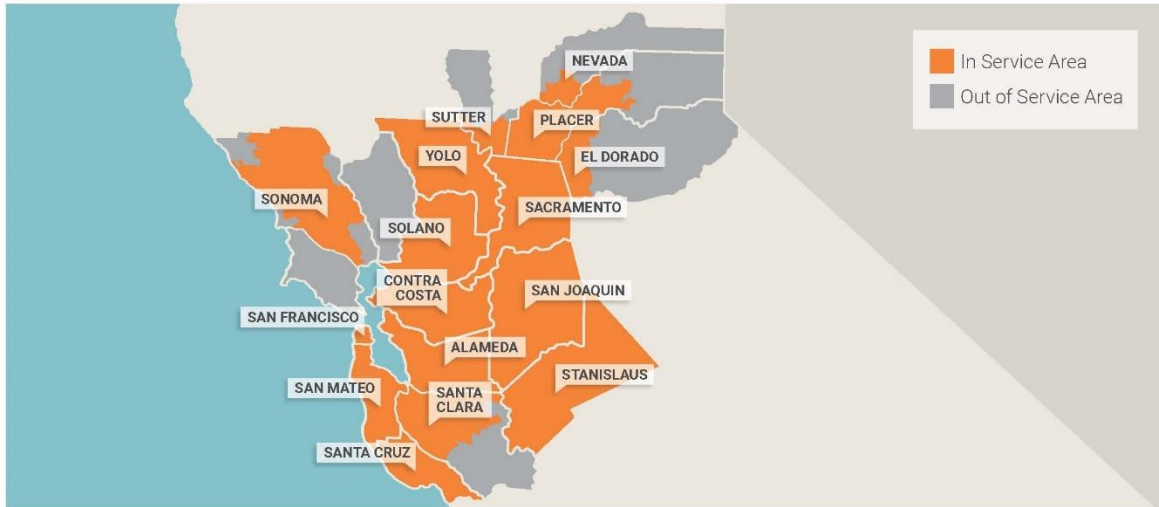 In Service Area
Out of Service Area
NEVADA
SUTTER
PLACER
YOLO
EL DORADO
SONOMA
SACRAMENTO
SOLANO
CONTRA
COSTA
SAN JOAQUIN
SAN FRANCISCO
ALAMEDA
STANISLAUS
SAN MATEO
SANTA
CLARA
SANTA CRUZ